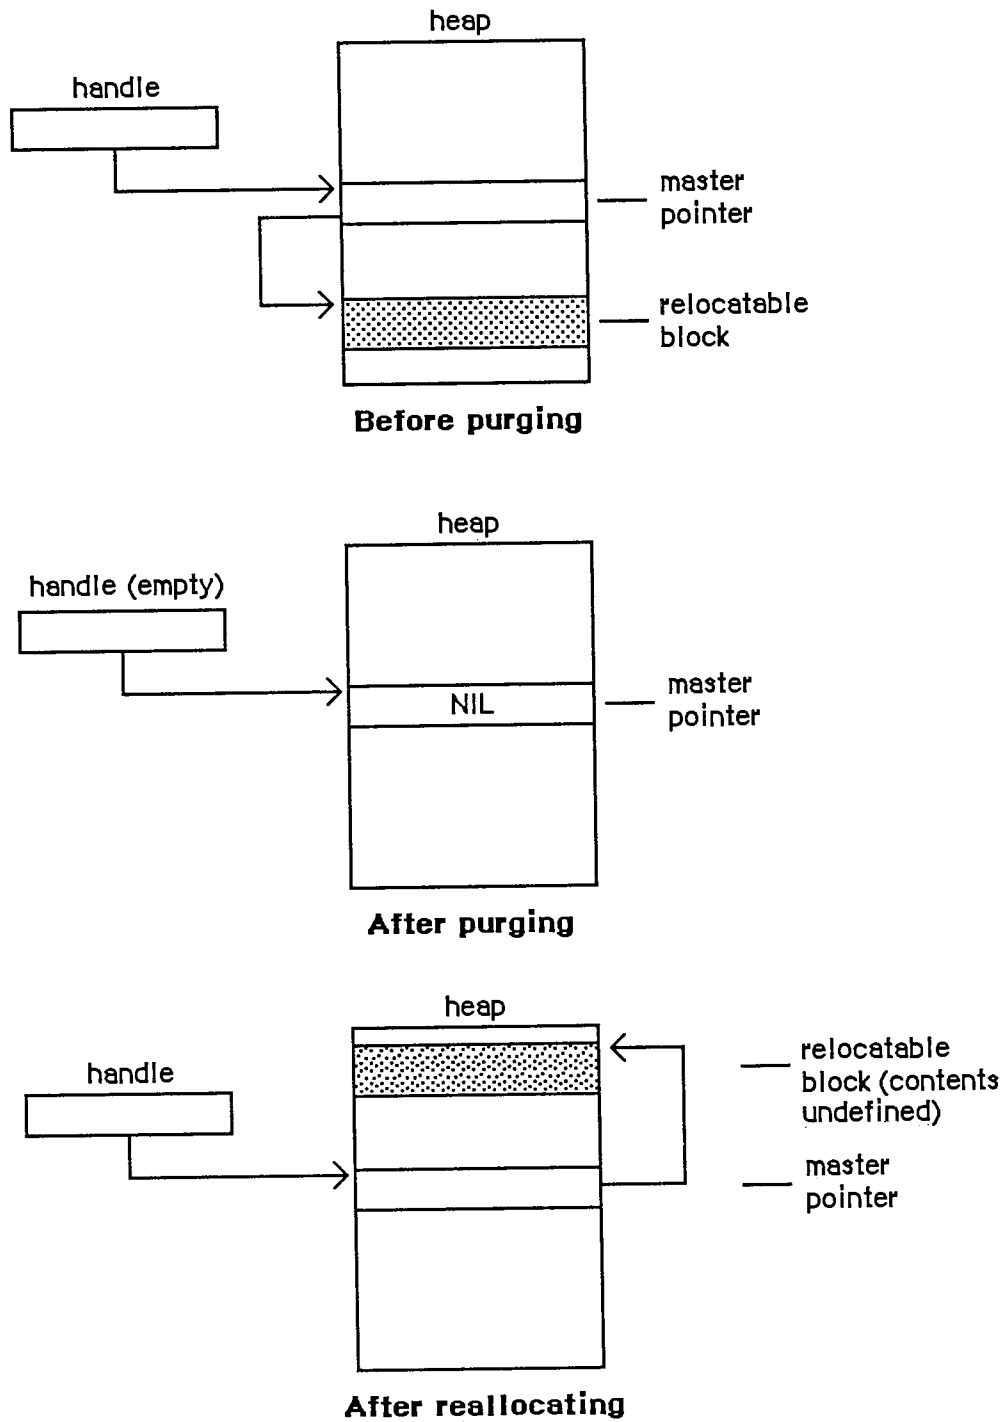 heap
handle
master
pointer
relocatable
block
Before purging
heap
handle (empty)
NIL
master
pointer
After purging
heap
handle
relocatable
block (contents
undefined)
master
pointer
After reallocating